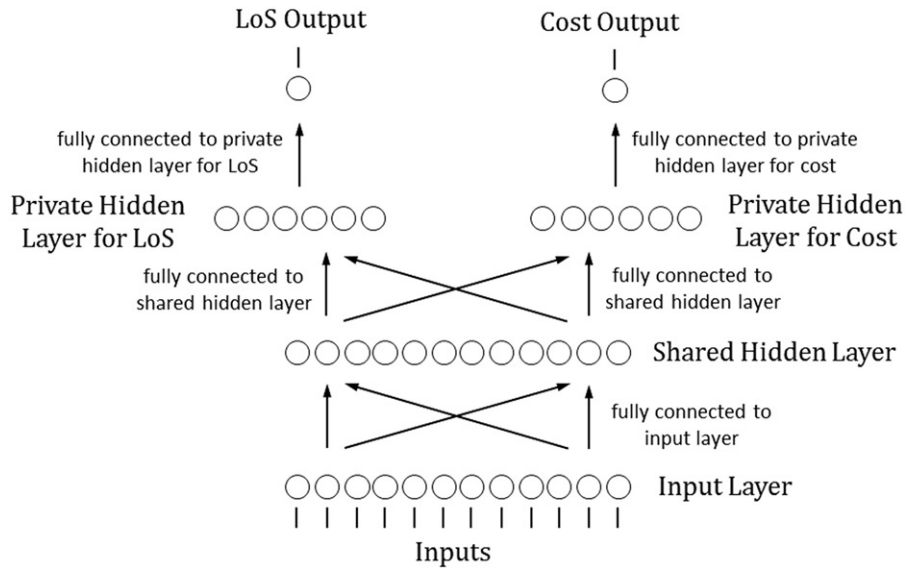 LoS Output
Cost Output
fully connected to private
hidden layer for LoS
fully connected to private
hidden layer for cost
Private Hidden
Layer for LoS
Private Hidden
Layer for Cost
fully connected to
shared hidden layer
fully connected to
shared hidden layer
Shared Hidden Layer
fully connected to
input layer
Input Layer
Inputs